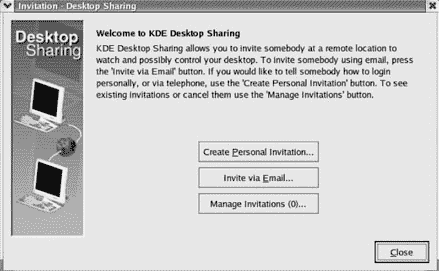 Invitation - Desktop Sharing
Desktop
Sharing
Welcome to KDE Desktop Sharing
KDE Desktop Sharing allows you to invite somebody at a remote location to
watch and possibly control your desktop. To invite somebody using email, press
the 'Invite via Email' button. If you would like to tell somebody how to login
personally, or via telephone, use the 'Create Personal Invitation' button. To see
existing invitations or cancel them use the 'Manage Invitations' button.
Create Personal Invitation...
Invite via Email...
Manage Invitations (0)...
Close